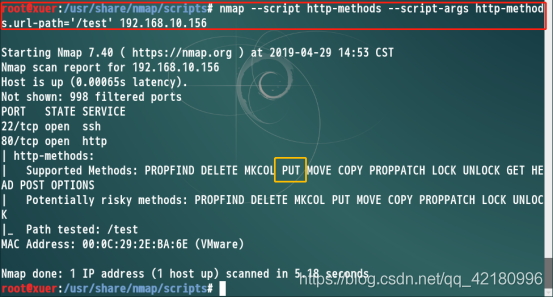 root@xuer:/usr/share/nmap/scripts# nmap --script http-methods --script-args http-method
s.url-path='/test' 192.168.10.156
Starting Nmap 7.40 ( https://nmap.org ) at 2019-04-29 14:53 CST
Nmap scan report for 192.168.10.156
Host is up (0.00065s latency).
Not shown: 998 filtered ports
PORT   STATE SERVICE
22/tcp open  ssh
80/tcp open  http
| http-methods:
|   Supported Methods: PROPFIND DELETE MKCOL PUT MOVE COPY PROPPATCH LOCK UNLOCK GET HE
AD POST OPTIONS
|   Potentially risky methods: PROPFIND DELETE MKCOL PUT MOVE COPY PROPPATCH LOCK UNLOC
K
|_  Path tested: /test
MAC Address: 00:0C:29:2E:BA:6E (VMware)
Nmap done: 1 IP address (1 host up) scanned in 5.18 seconds
root@xuer:/usr/share/nmap/scripts#
https://blog.csdn.net/qq_42180996